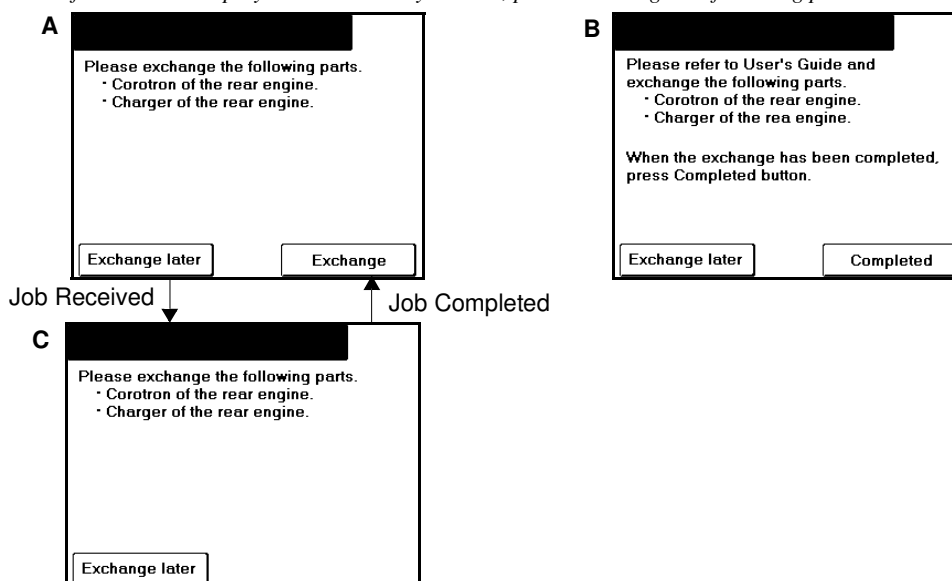 A
Please exchange the following parts.
· Corotron of the rear engine.
· Charger of the rear engine.
Exchange later
Exchange
B
Please refer to User's Guide and
exchange the following parts.
· Corotron of the rear engine.
· Charger of the rea engine.
When the exchange has been completed,
press Completed button.
Exchange later
Completed
Job Received
Job Completed
C
Please exchange the following parts.
· Corotron of the rear engine.
· Charger of the rear engine.
Exchange later